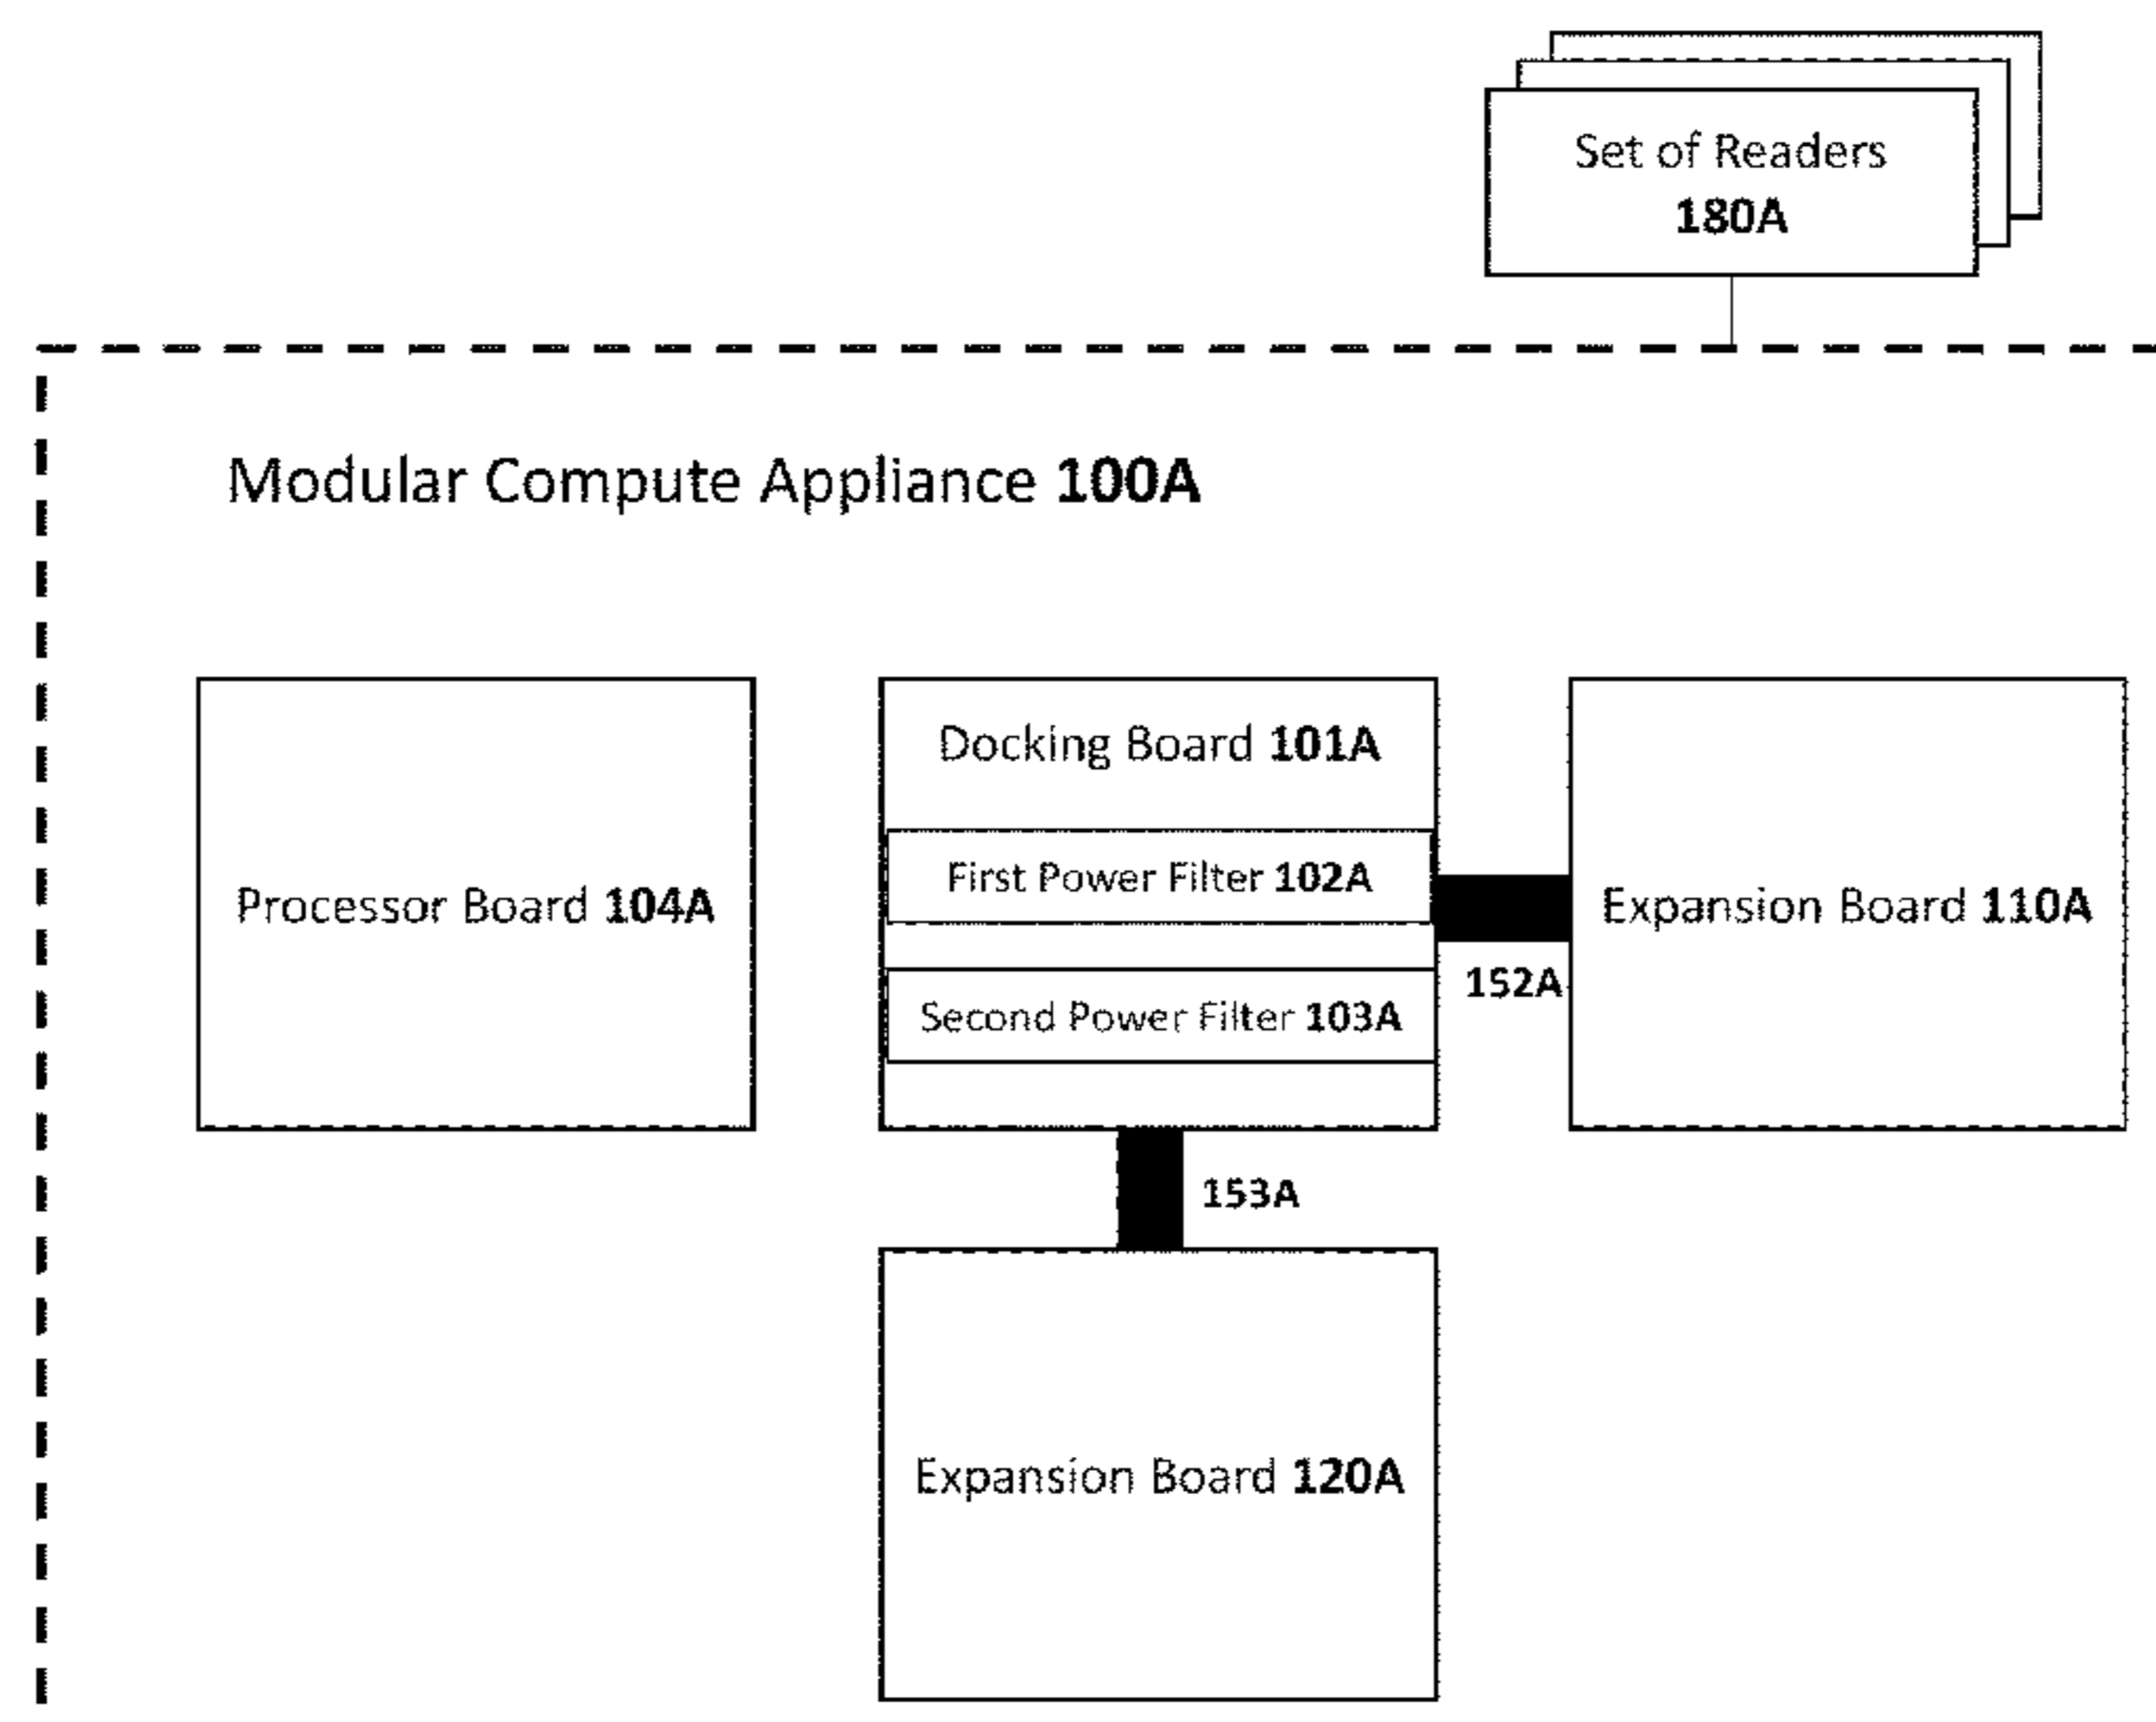 Set of Readers
180A
Modular Compute Appliance 100A
Processor Board 104A
Docking Board 101A
First Power Filter 102A
Second Power Filter 103A
152A
Expansion Board 110A
153A
Expansion Board 120A